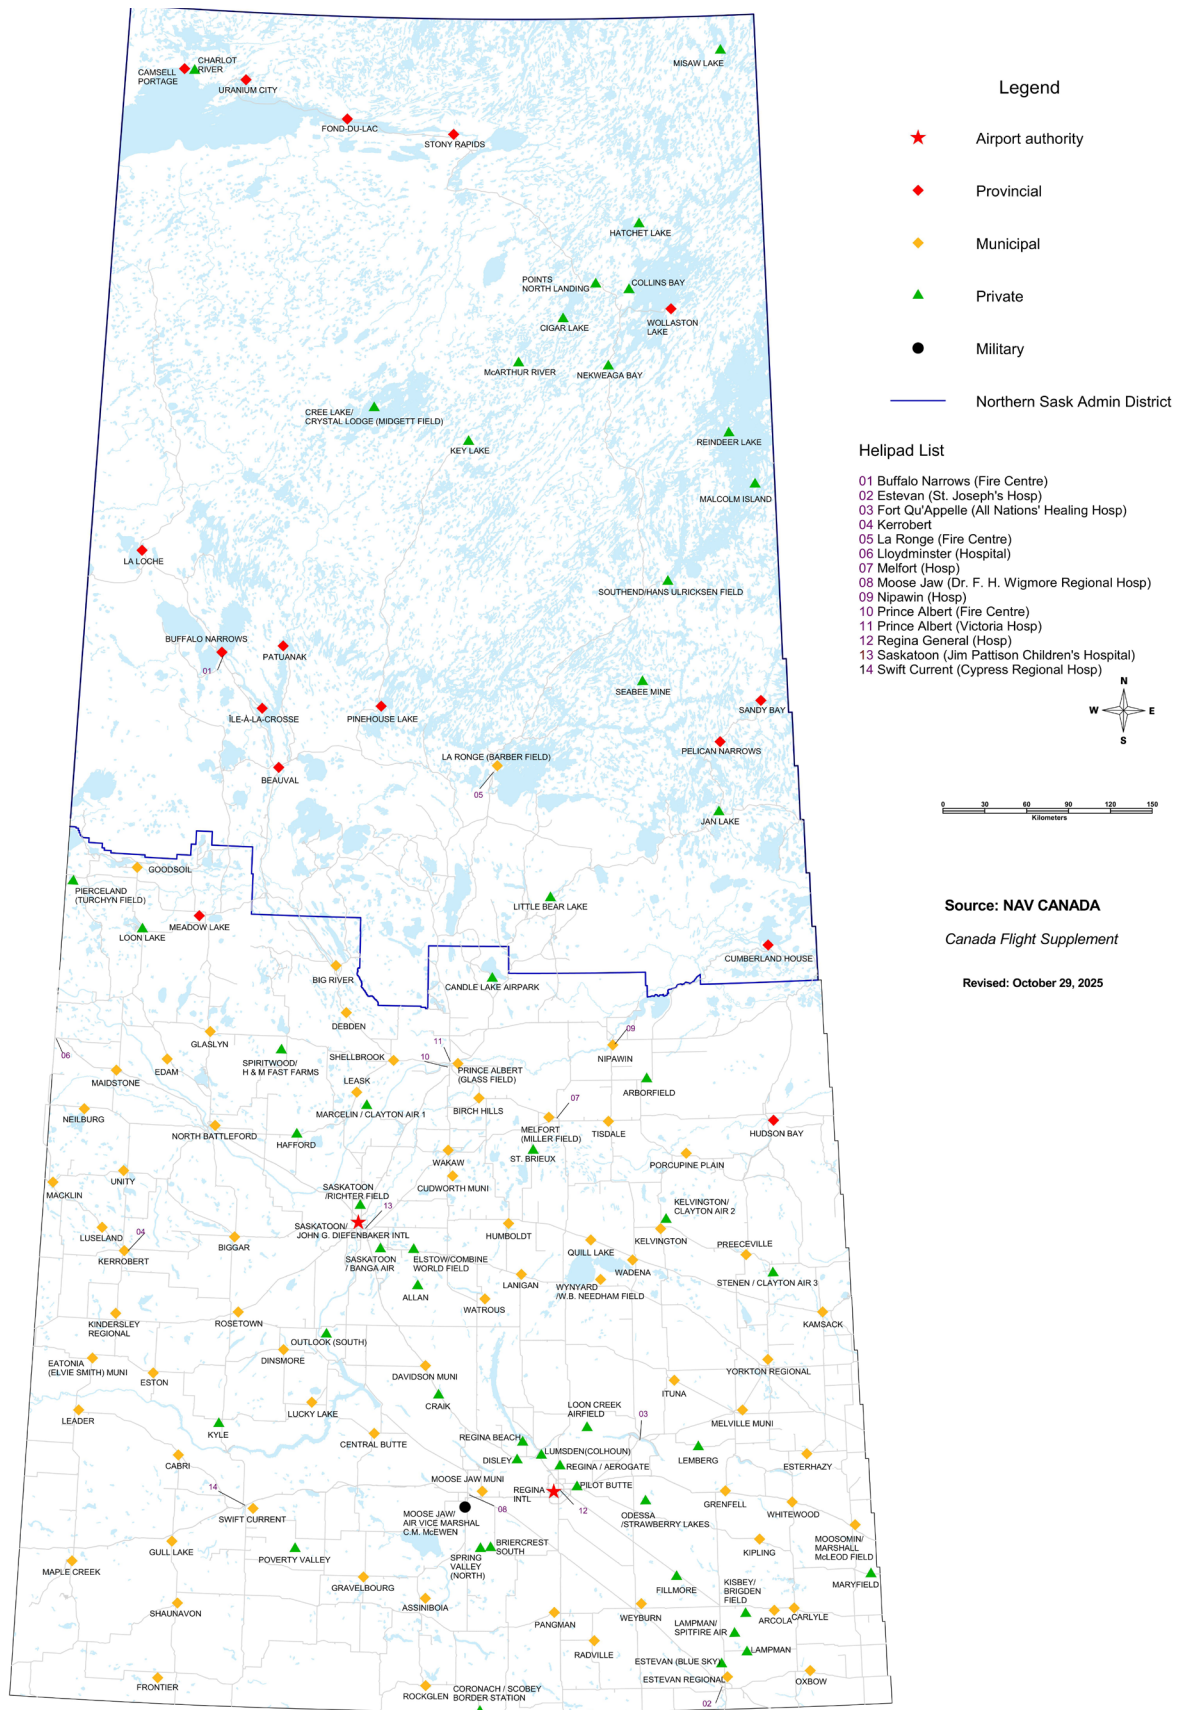 CHARLOT
RIVER
CAMSELL
PORTAGE
URANIUM CITY
MISAW LAKE
FOND-DU-LAC
STONY RAPIDS
HATCHET LAKE
POINTS
NORTH LANDING
COLLINS BAY
CIGAR LAKE
WOLLASTON
LAKE
McARTHUR RIVER
NEKWEAGA BAY
CREE LAKE/
CRYSTAL LODGE (MIDGETT FIELD)
KEY LAKE
REINDEER LAKE
MALCOLM ISLAND
LA LOCHE
SOUTHEND/HANS ULRICKSEN FIELD
BUFFALO NARROWS
01
PATUANAK
SEABEE MINE
ÎLE-À-LA-CROSSE
PINEHOUSE LAKE
SANDY BAY
PELICAN NARROWS
LA RONGE (BARBER FIELD)
05
BEAUVAL
JAN LAKE
GOODSOIL
PIERCELAND
(TURCHYN FIELD)
LITTLE BEAR LAKE
LOON LAKE
MEADOW LAKE
CUMBERLAND HOUSE
BIG RIVER
CANDLE LAKE AIRPARK
DEBDEN
GLASLYN
09
NIPAWIN
11
10
06
EDAM
SPIRITWOOD/
H & M FAST FARMS
SHELLBROOK
PRINCE ALBERT
(GLASS FIELD)
MAIDSTONE
LEASK
ARBORFIELD
MARCELIN / CLAYTON AIR 1
BIRCH HILLS
07
NEILBURG
NORTH BATTLEFORD
HAFFORD
MELFORT
(MILLER FIELD)
TISDALE
HUDSON BAY
ST. BRIEUX
WAKAW
PORCUPINE PLAIN
UNITY
CUDWORTH MUNI
MACKLIN
SASKATOON
/RICHTER FIELD
13
KELVINGTON/
CLAYTON AIR 2
LUSELAND
04
KERROBERT
BIGGAR
SASKATOON/
JOHN G. DIEFENBAKER INTL
HUMBOLDT
KELVINGTON
QUILL LAKE
PREECEVILLE
SASKATOON
/ BANGA AIR
ELSTOW/COMBINE
WORLD FIELD
WADENA
STENEN / CLAYTON AIR 3
LANIGAN
WYNYARD
/W.B. NEEDHAM FIELD
ALLAN
WATROUS
KINDERSLEY
REGIONAL
ROSETOWN
KAMSACK
OUTLOOK (SOUTH)
DINSMORE
EATONIA
(ELVIE SMITH) MUNI
ESTON
DAVIDSON MUNI
YORKTON REGIONAL
ITUNA
LEADER
LUCKY LAKE
CRAIK
LOON CREEK
AIRFIELD
03
MELVILLE MUNI
KYLE
CENTRAL BUTTE
REGINA BEACH
LUMSDEN(COLHOUN)
DISLEY
REGINA / AEROGATE
LEMBERG
ESTERHAZY
CABRI
MOOSE JAW MUNI
REGINA
INTL
PILOT BUTTE
14
SWIFT CURRENT
MOOSE JAW/
AIR VICE MARSHAL
C.M. McEWEN
08
12
ODESSA
/STRAWBERRY LAKES
GRENFELL
WHITEWOOD
GULL LAKE
POVERTY VALLEY
BRIERCREST
SOUTH
SPRING
VALLEY
(NORTH)
KIPLING
MOOSOMIN/
MARSHALL
McLEOD FIELD
MAPLE CREEK
GRAVELBOURG
FILLMORE
KISBEY/
BRIGDEN
FIELD
MARYFIELD
SHAUNAVON
ASSINIBOIA
PANGMAN
WEYBURN
LAMPMAN/
SPITFIRE AIR
ARCOLA
CARLYLE
RADVILLE
LAMPMAN
ESTEVAN (BLUE SKY)
ESTEVAN REGIONAL
OXBOW
FRONTIER
ROCKGLEN
CORONACH / SCOBEY
BORDER STATION
02
Legend
Airport authority
Provincial
Municipal
Private
Military
Northern Sask Admin District
Helipad List
01 Buffalo Narrows (Fire Centre)
02 Estevan (St. Joseph's Hosp)
03 Fort Qu'Appelle (All Nations' Healing Hosp)
04 Kerrobert
05 La Ronge (Fire Centre)
06 Lloydminster (Hospital)
07 Melfort (Hosp)
08 Moose Jaw (Dr. F. H. Wigmore Regional Hosp)
09 Nipawin (Hosp)
10 Prince Albert (Fire Centre)
11 Prince Albert (Victoria Hosp)
12 Regina General (Hosp)
13 Saskatoon (Jim Pattison Children's Hospital)
14 Swift Current (Cypress Regional Hosp)
N
W E
S
0 30 60 90 120 150
Kilometers
Source: NAV CANADA
Canada Flight Supplement
Revised: October 29, 2025